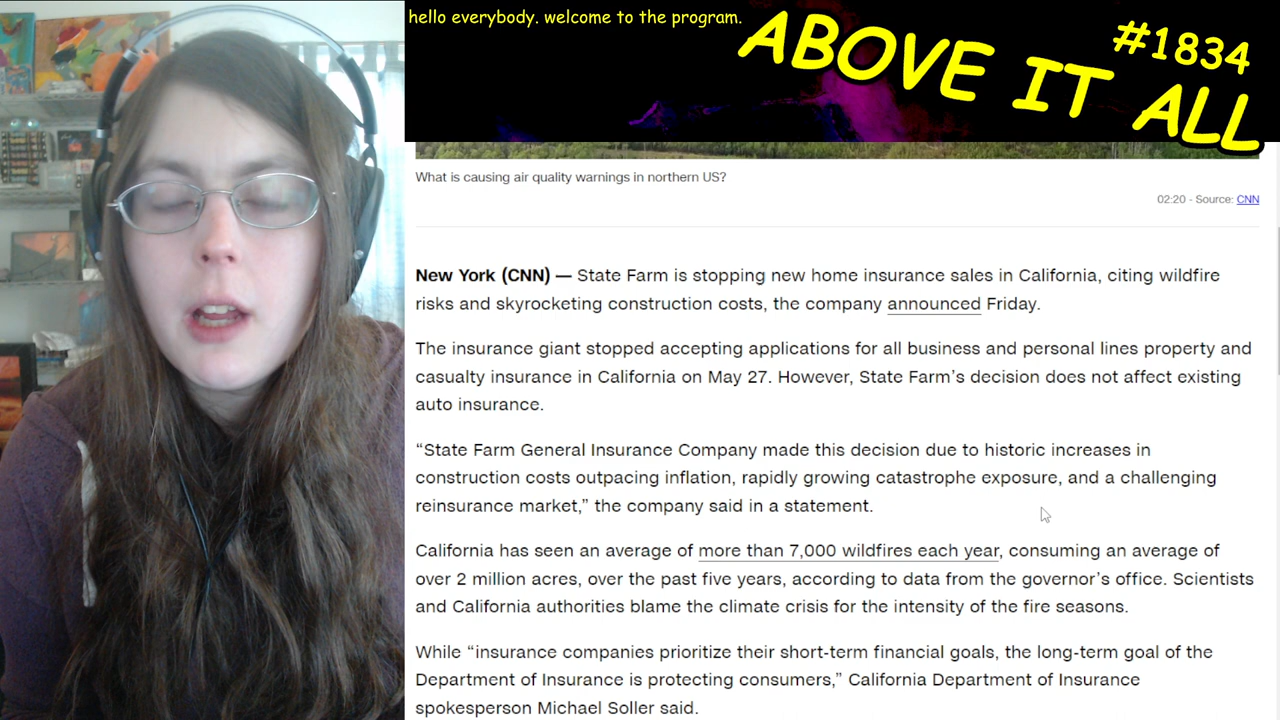 hello everybody. welcome to the program.
ABOVE IT ALL
#1834
What is causing air quality warnings in northern US?
02:20 - Source: CNN
New York (CNN) — State Farm is stopping new home insurance sales in California, citing wildfire
risks and skyrocketing construction costs, the company announced Friday.
The insurance giant stopped accepting applications for all business and personal lines property and
casualty insurance in California on May 27. However, State Farm’s decision does not affect existing
auto insurance.
“State Farm General Insurance Company made this decision due to historic increases in
construction costs outpacing inflation, rapidly growing catastrophe exposure, and a challenging
reinsurance market,” the company said in a statement.
California has seen an average of more than 7,000 wildfires each year, consuming an average of
over 2 million acres, over the past five years, according to data from the governor’s office. Scientists
and California authorities blame the climate crisis for the intensity of the fire seasons.
While “insurance companies prioritize their short-term financial goals, the long-term goal of the
Department of Insurance is protecting consumers,” California Department of Insurance
spokesperson Michael Soller said.